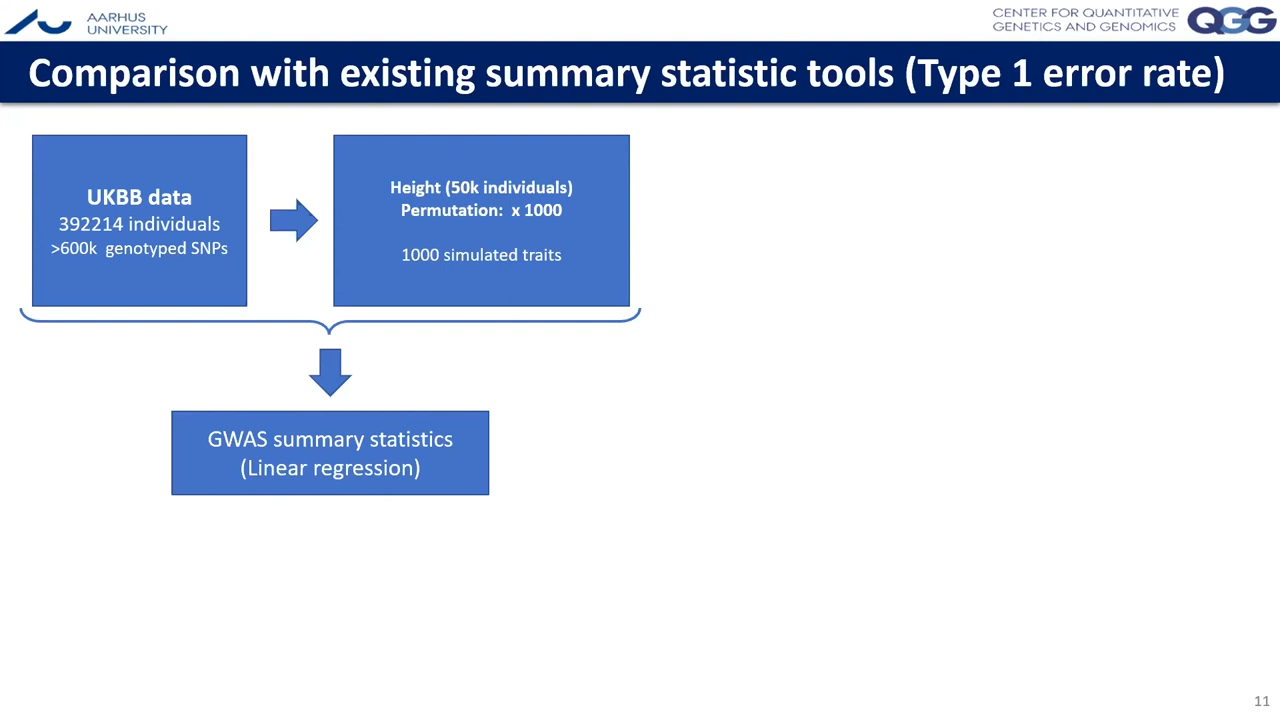 AARHUS
UNIVERSITY
CENTER FOR QUANTITATIVE
GENETICS AND GENOMICS
QGG
Comparison with existing summary statistic tools (Type 1 error rate)
UKBB data
392214 individuals
>600k genotyped SNPs
Height (50k individuals)
Permutation: x 1000
1000 simulated traits
GWAS summary statistics
(Linear regression)
11